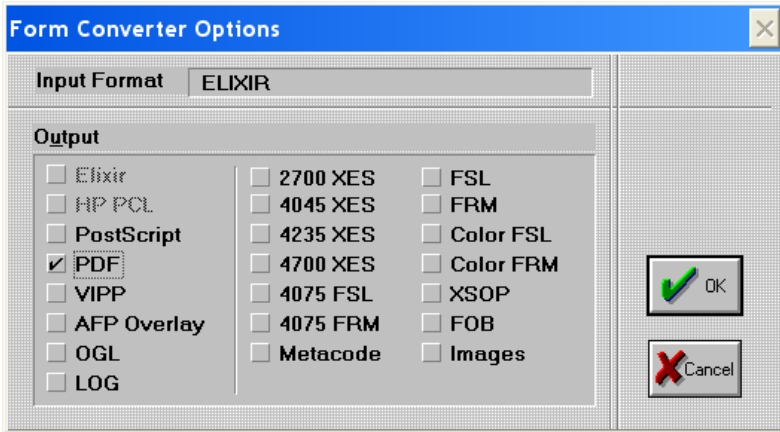 Form Converter Options
Input Format ELIXIR
Output
Elixir
HP PCL
PostScript
PDF
VIPP
AFP Overlay
OGL
LOG
2700 XES
4045 XES
4235 XES
4700 XES
4075 FSL
4075 FRM
Metacode
FSL
FRM
Color FSL
Color FRM
XSOP
FOB
Images
OK
Cancel